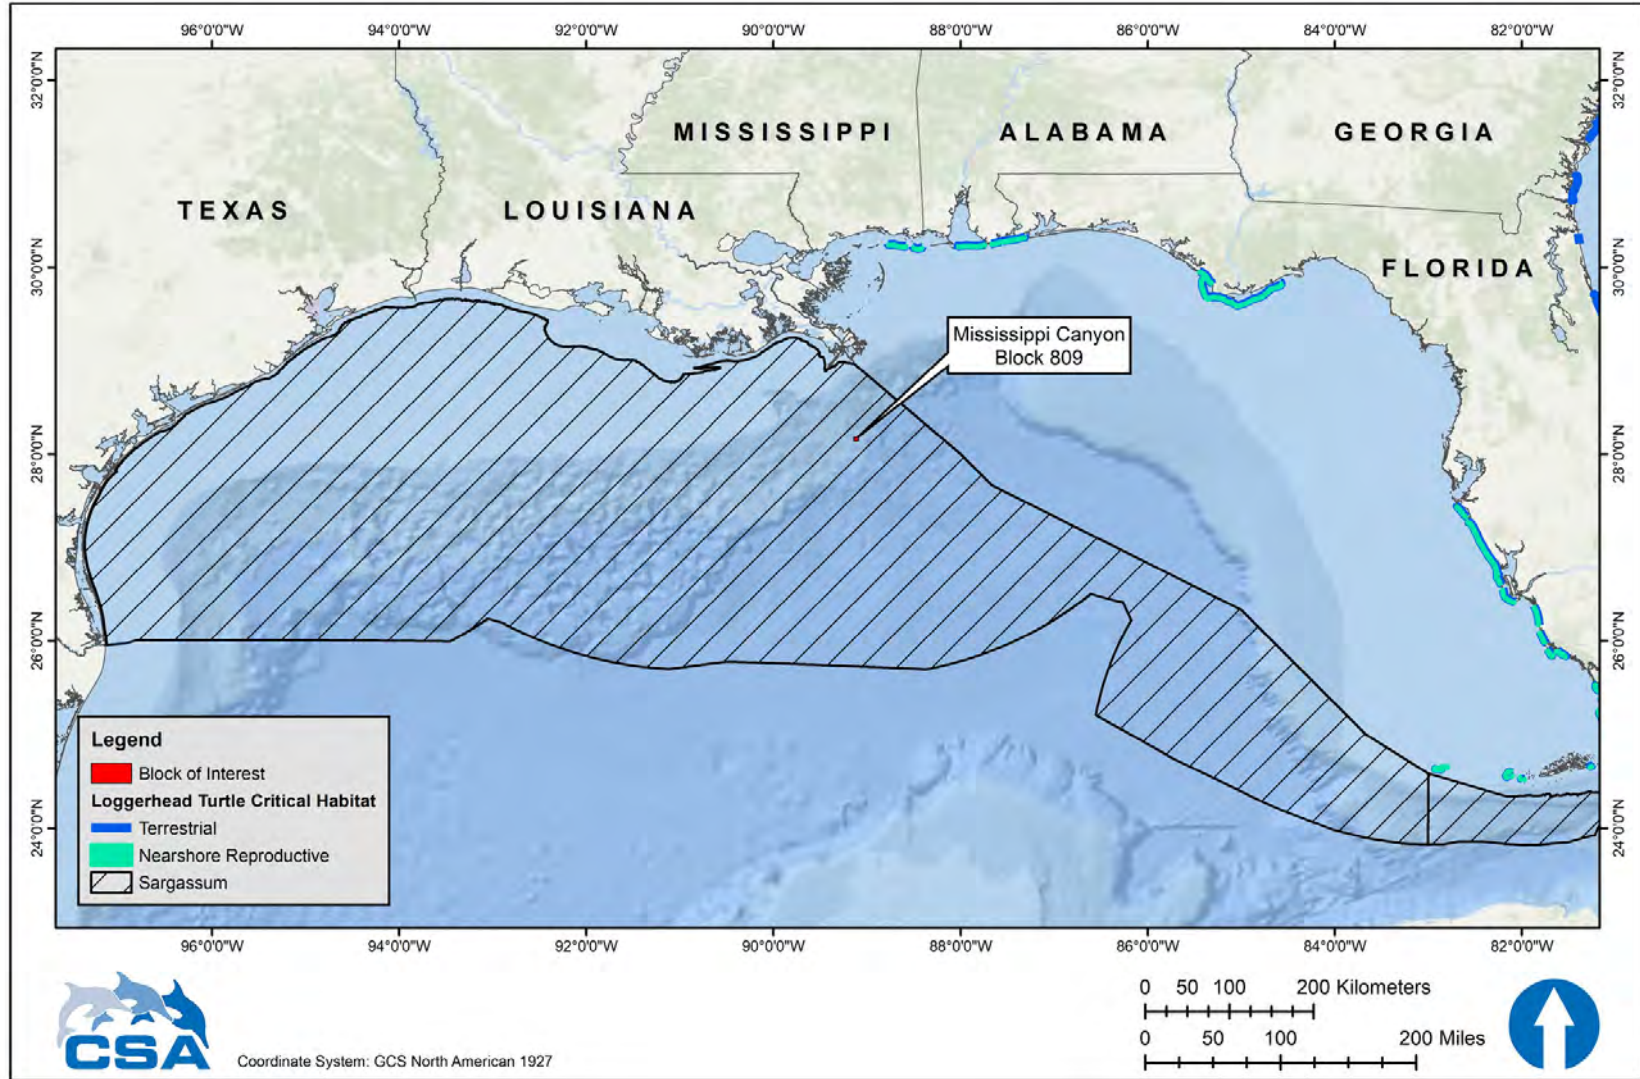 96°0'0"W 94°0'0"W 92°0'0"W 90°0'0"W 88°0'0"W 86°0'0"W 84°0'0"W 82°0'0"W
32°0'0"N 32°0'0"N
MISSISSIPPI ALABAMA GEORGIA
TEXAS LOUISIANA
30°0'0"N FLORIDA 30°0'0"N
Mississippi Canyon
Block 809
28°0'0"N 28°0'0"N
26°0'0"N 26°0'0"N
Legend
Block of Interest
Loggerhead Turtle Critical Habitat
Terrestrial
24°0'0"N 24°0'0"N
Nearshore Reproductive
Sargassum
96°0'0"W 94°0'0"W 92°0'0"W 90°0'0"W 88°0'0"W 86°0'0"W 84°0'0"W 82°0'0"W
0 50 100 200 Kilometers
0 50 100 200 Miles
CSA
Coordinate System: GCS North American 1927